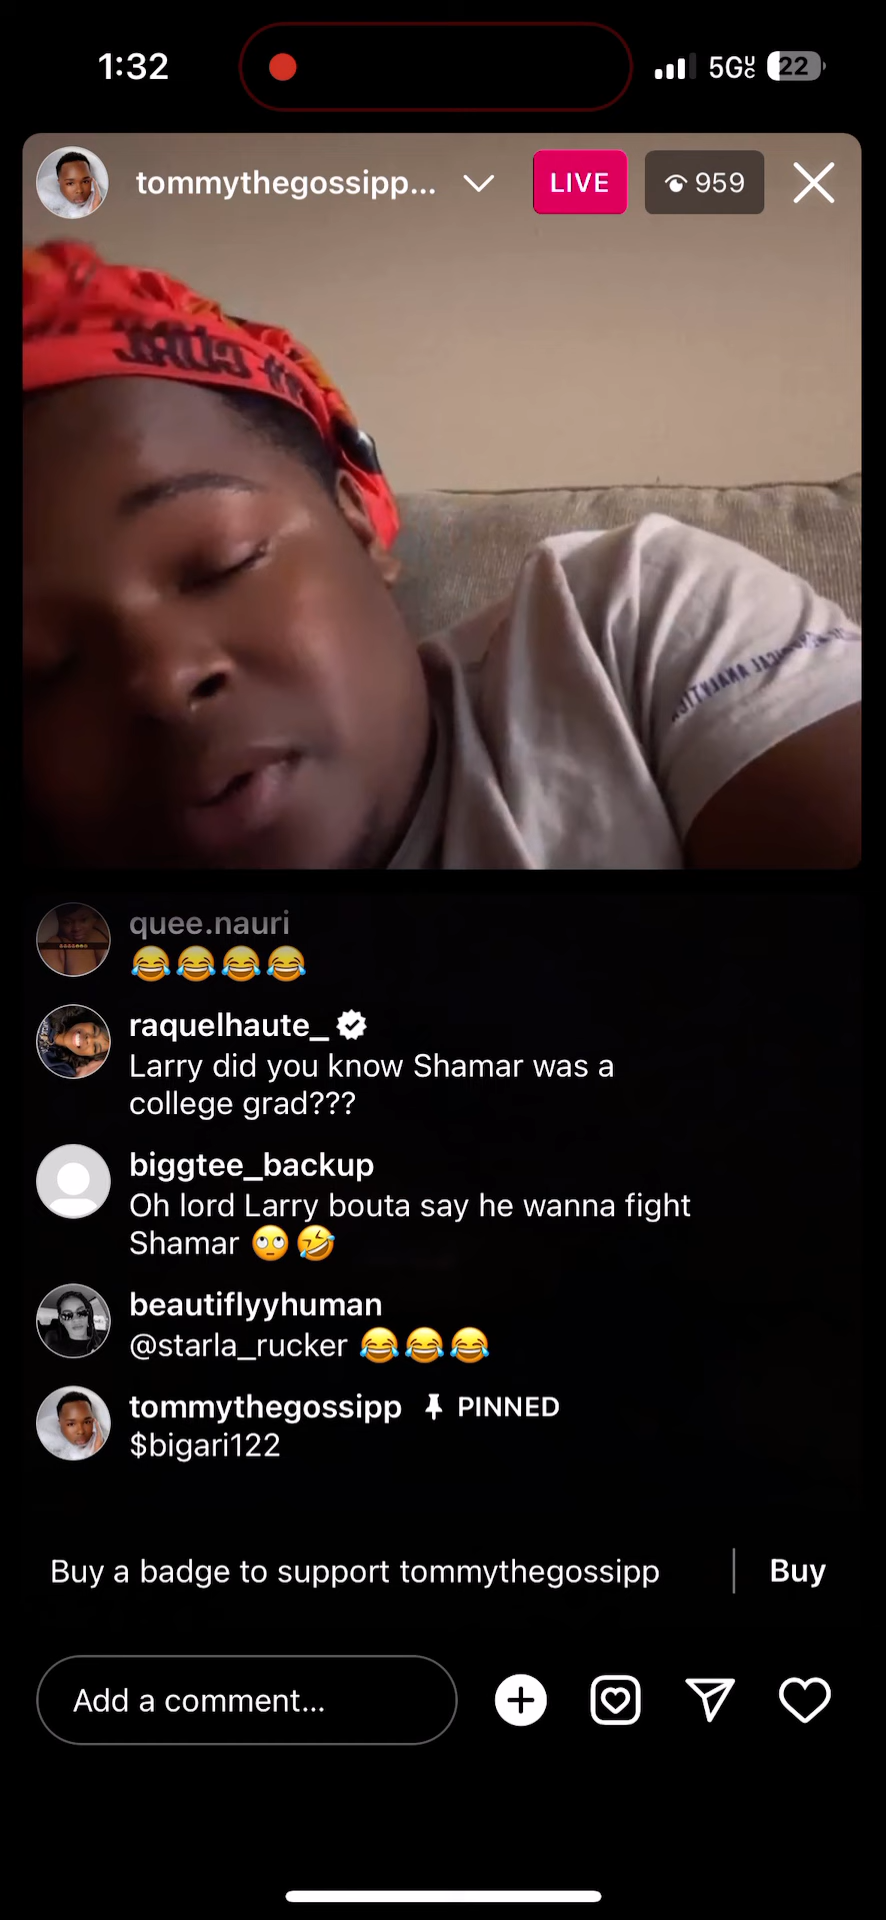 1:32
5GUC 22
tommythegossipp...
LIVE
959
quee.nauri
😂😂😂😂
raquelhaute_
Larry did you know Shamar was a
college grad???
biggtee_backup
Oh lord Larry bouta say he wanna fight
Shamar 🙄🤣
beautiflyyhuman
@starla_rucker 😂😂😂
tommythegossipp PINNED
$bigari122
Buy a badge to support tommythegossipp
Buy
Add a comment...